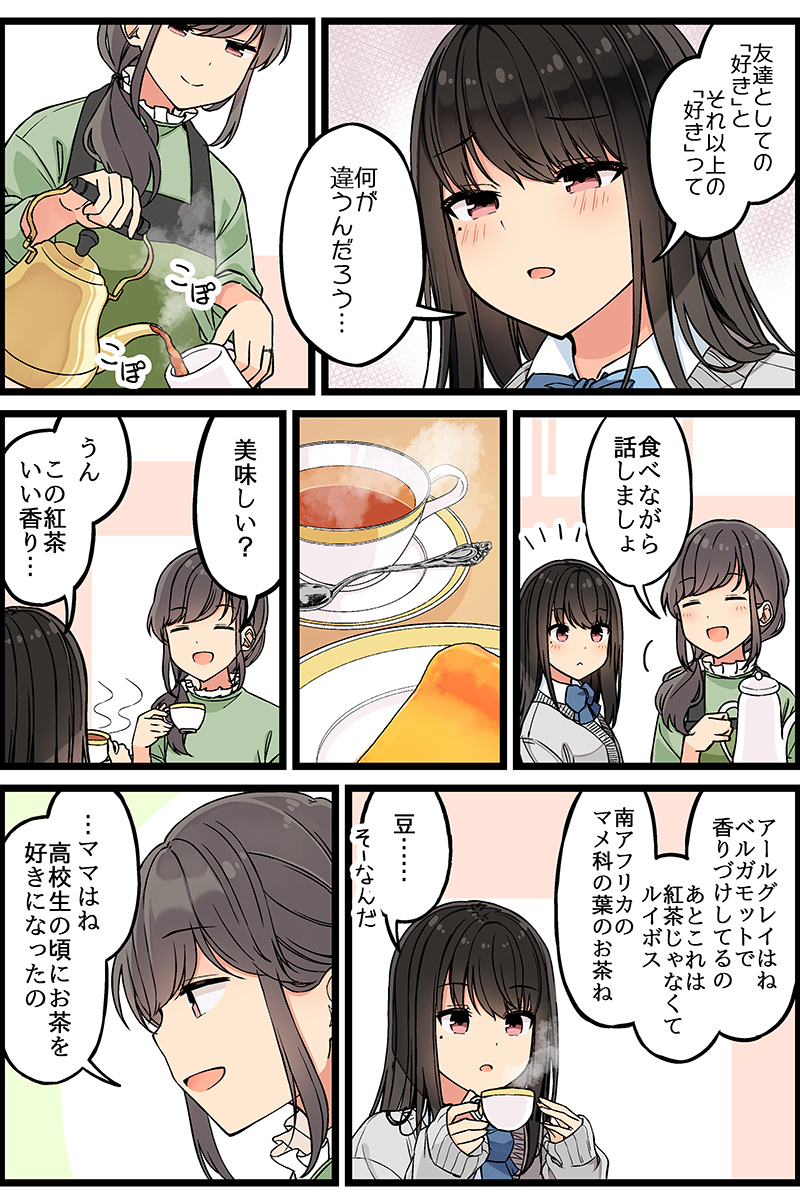 友達としての
「好き」と
それ以上の
「好き」って
何が
違うんだろう…
こぽ
こぽ
食べながら
話しましょ
美味しい？
うん
この紅茶
いい香り…
アールグレイはね
ベルガモットで
香りづけしてるの
あとこれは
紅茶じゃなくて
ルイボス
南アフリカの
マメ科の葉のお茶ね
豆……
そーなんだ
…ママはね
高校生の頃にお茶を
好きになったの